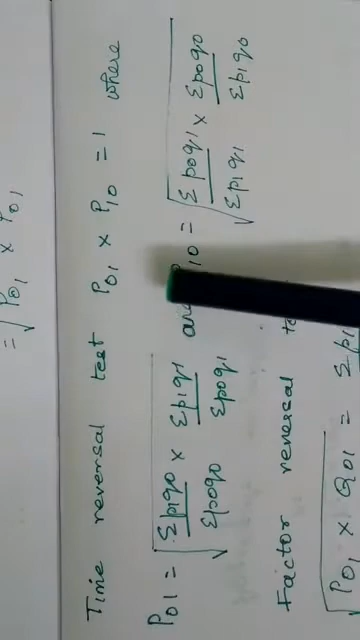 = √P01 × P01
Time reversal test P01 × P10 = 1 where
P01 = √Σp1q0/Σp0q0 × Σp1q1/Σp0q1 and P10 = √Σp0q1/Σp1q1 × Σp0q0/Σp1q0
Factor reversal
√P01 × Q01 = Σp1